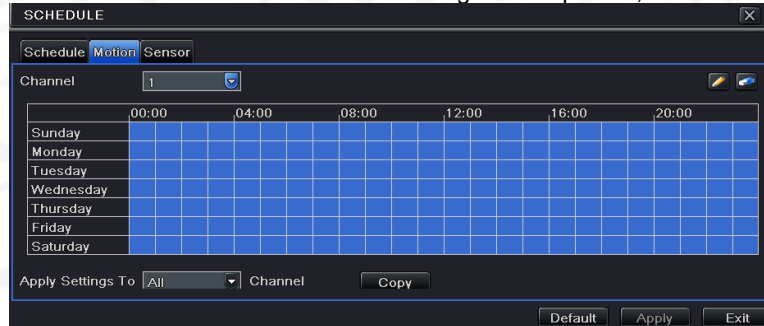 SCHEDULE
Schedule Motion Sensor
Channel 1
00:00 04:00 08:00 12:00 16:00 20:00
Sunday
Monday
Tuesday
Wednesday
Thursday
Friday
Saturday
Apply Settings To All Channel Copy
Default Apply Exit